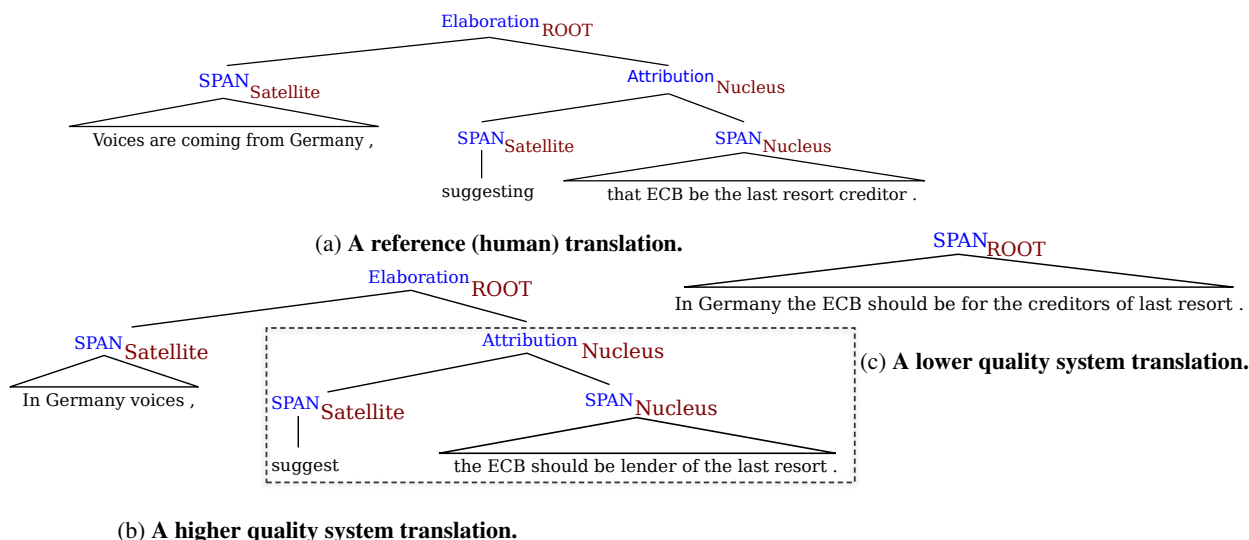 Elaboration ROOT
SPAN Satellite
Attribution Nucleus
Voices are coming from Germany ,
SPAN Satellite
SPAN Nucleus
suggesting
that ECB be the last resort creditor .
(a) A reference (human) translation.
SPAN ROOT
In Germany the ECB should be for the creditors of last resort .
(c) A lower quality system translation.
Elaboration ROOT
SPAN Satellite
Attribution Nucleus
In Germany voices ,
SPAN Satellite
SPAN Nucleus
suggest
the ECB should be lender of the last resort .
(b) A higher quality system translation.